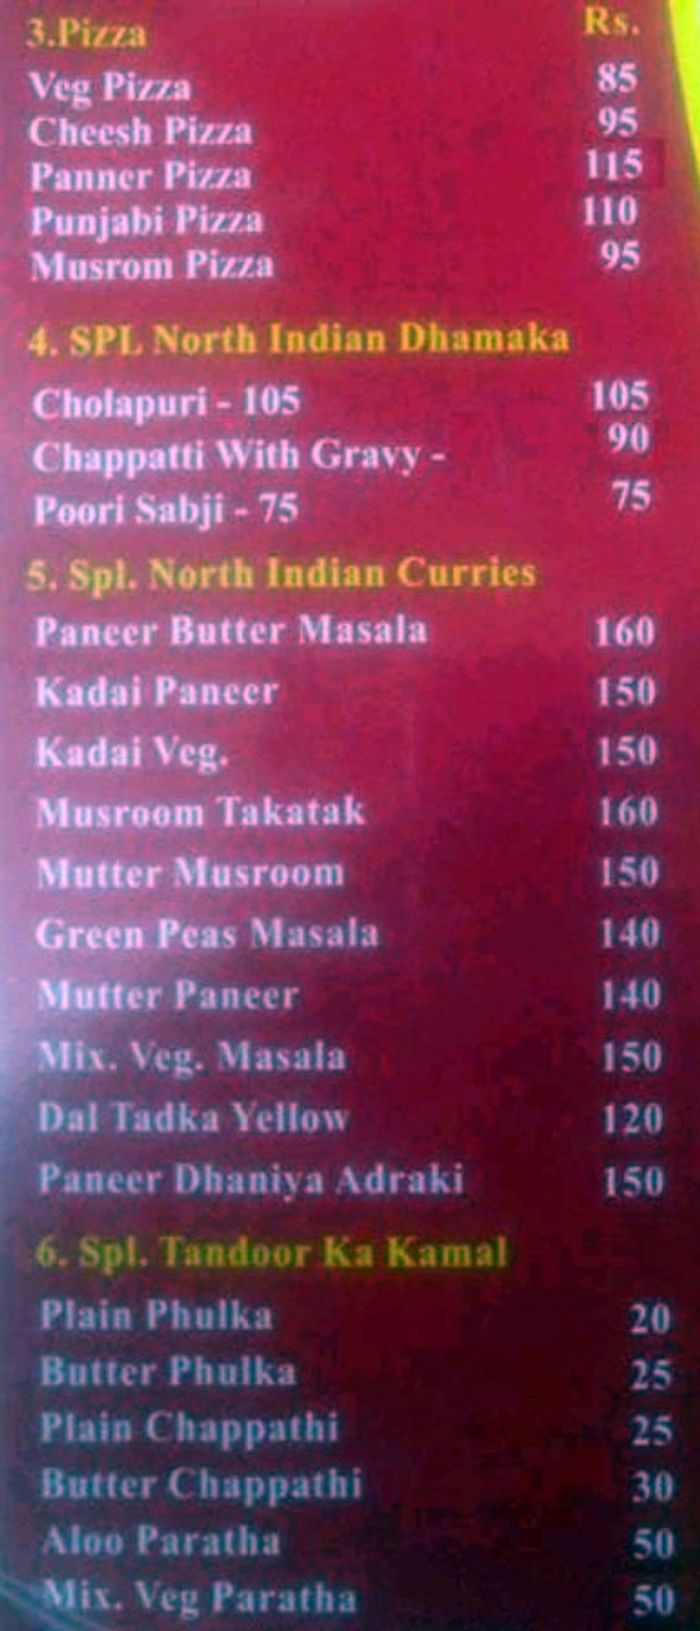 3.Pizza Rs.
Veg Pizza 85
Cheesh Pizza 95
Panner Pizza 115
Punjabi Pizza 110
Musrom Pizza 95
4. SPL North Indian Dhamaka
Cholapuri - 105 105
Chappatti With Gravy - 90
Poori Sabji - 75 75
5. Spl. North Indian Curries
Paneer Butter Masala 160
Kadai Paneer 150
Kadai Veg. 150
Musroom Takatak 160
Mutter Musroom 150
Green Peas Masala 140
Mutter Paneer 140
Mix. Veg. Masala 150
Dal Tadka Yellow 120
Paneer Dhaniya Adraki 150
6. Spl. Tandoor Ka Kamal
Plain Phulka 20
Butter Phulka 25
Plain Chappathi 25
Butter Chappathi 30
Aloo Paratha 50
Mix. Veg Paratha 50